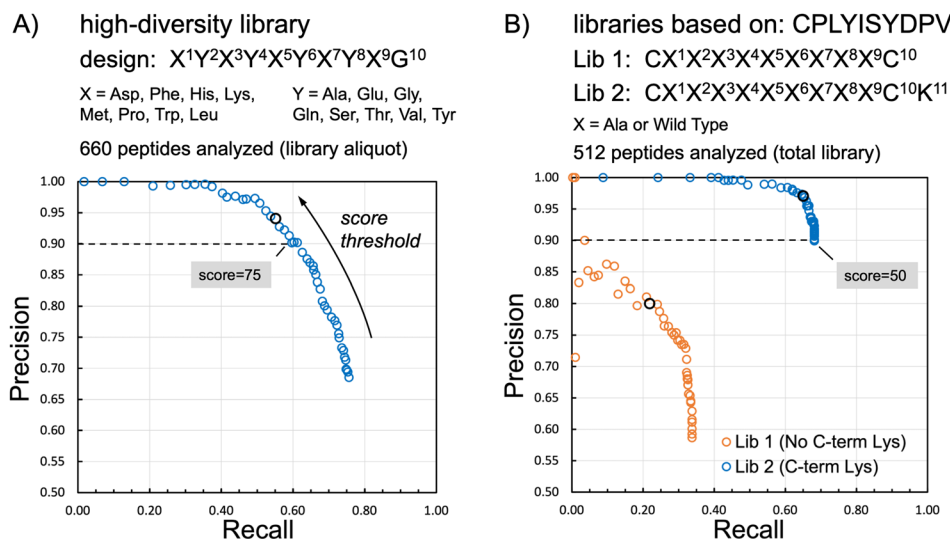 A) high-diversity library
design: X¹Y²X³Y⁴X⁵Y⁶X⁷Y⁸X⁹G¹⁰
X = Asp, Phe, His, Lys,
Met, Pro, Trp, Leu
Y = Ala, Glu, Gly,
Gln, Ser, Thr, Val, Tyr
660 peptides analyzed (library aliquot)
1.00
0.95
0.90
0.85
0.80
0.75
0.70
0.65
0.60
0.55
0.50
Precision
score
threshold
score=75
0.00 0.20 0.40 0.60 0.80 1.00
Recall
B) libraries based on: CPLYISYDPV
Lib 1: CX¹X²X³X⁴X⁵X⁶X⁷X⁸X⁹C¹⁰
Lib 2: CX¹X²X³X⁴X⁵X⁶X⁷X⁸X⁹C¹⁰K¹¹
X = Ala or Wild Type
512 peptides analyzed (total library)
1.00
0.95
0.90
0.85
0.80
0.75
0.70
0.65
0.60
0.55
0.50
Precision
score=50
Lib 1 (No C-term Lys)
Lib 2 (C-term Lys)
0.00 0.20 0.40 0.60 0.80 1.00
Recall